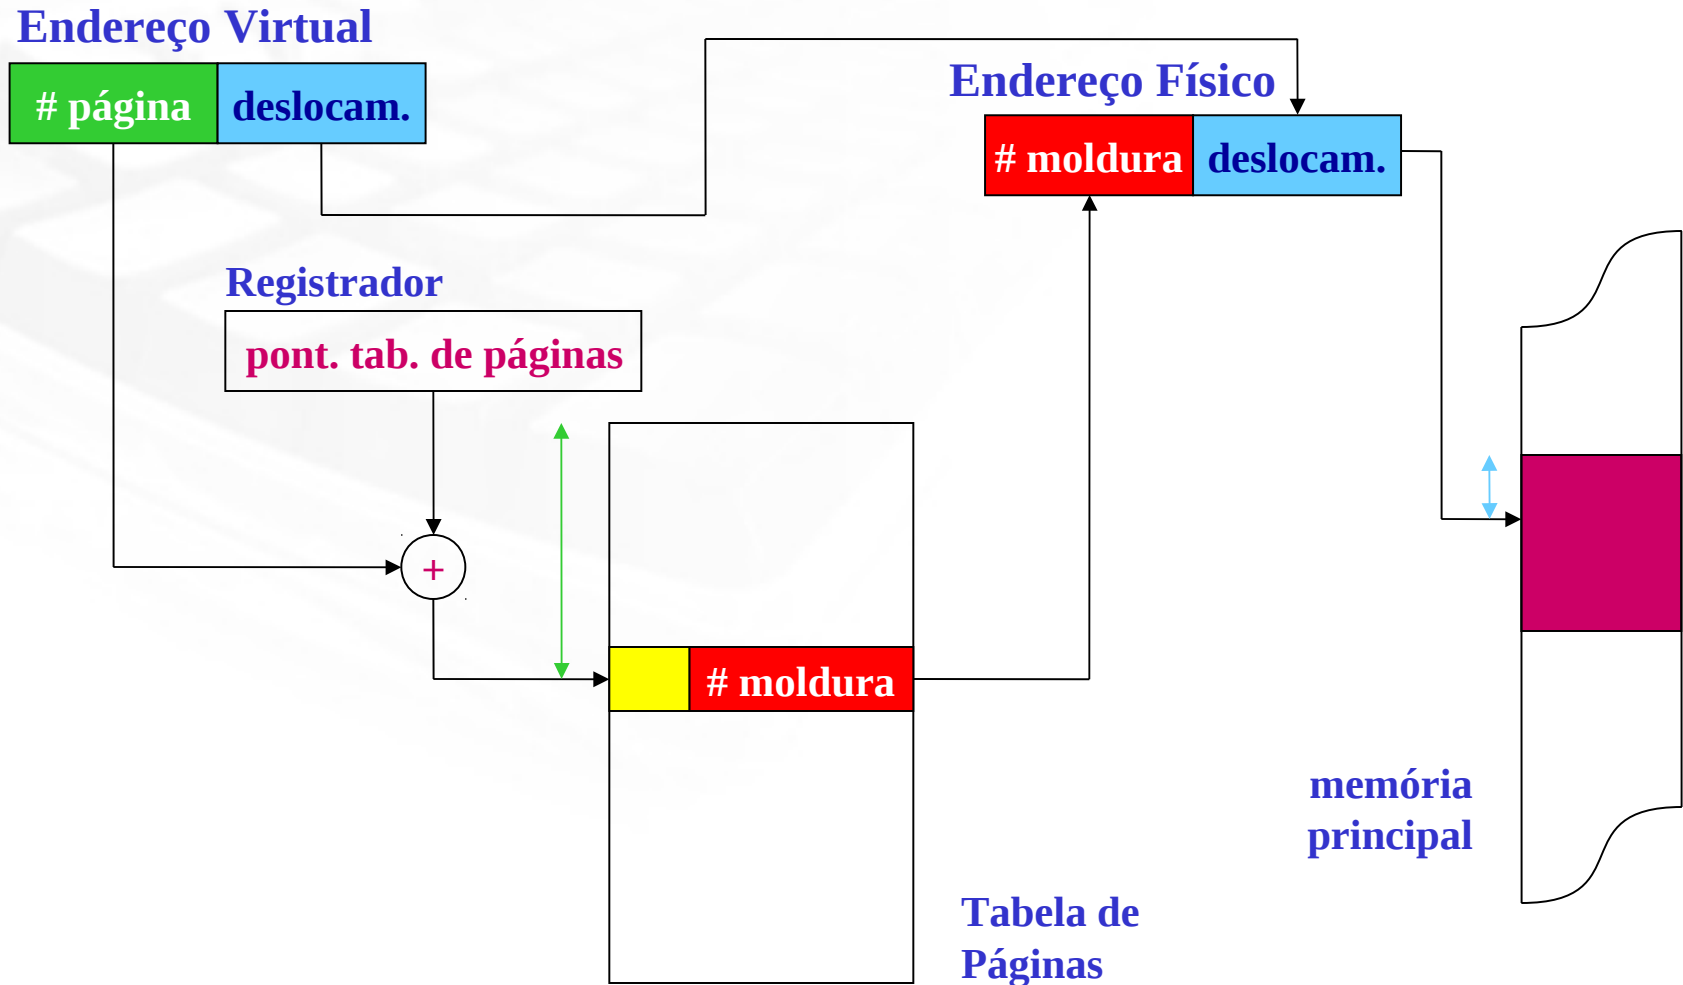 Endereço Virtual
# página deslocam.
Endereço Físico
# moldura deslocam.
Registrador
pont. tab. de páginas
+
# moldura
memória
principal
Tabela de
Páginas